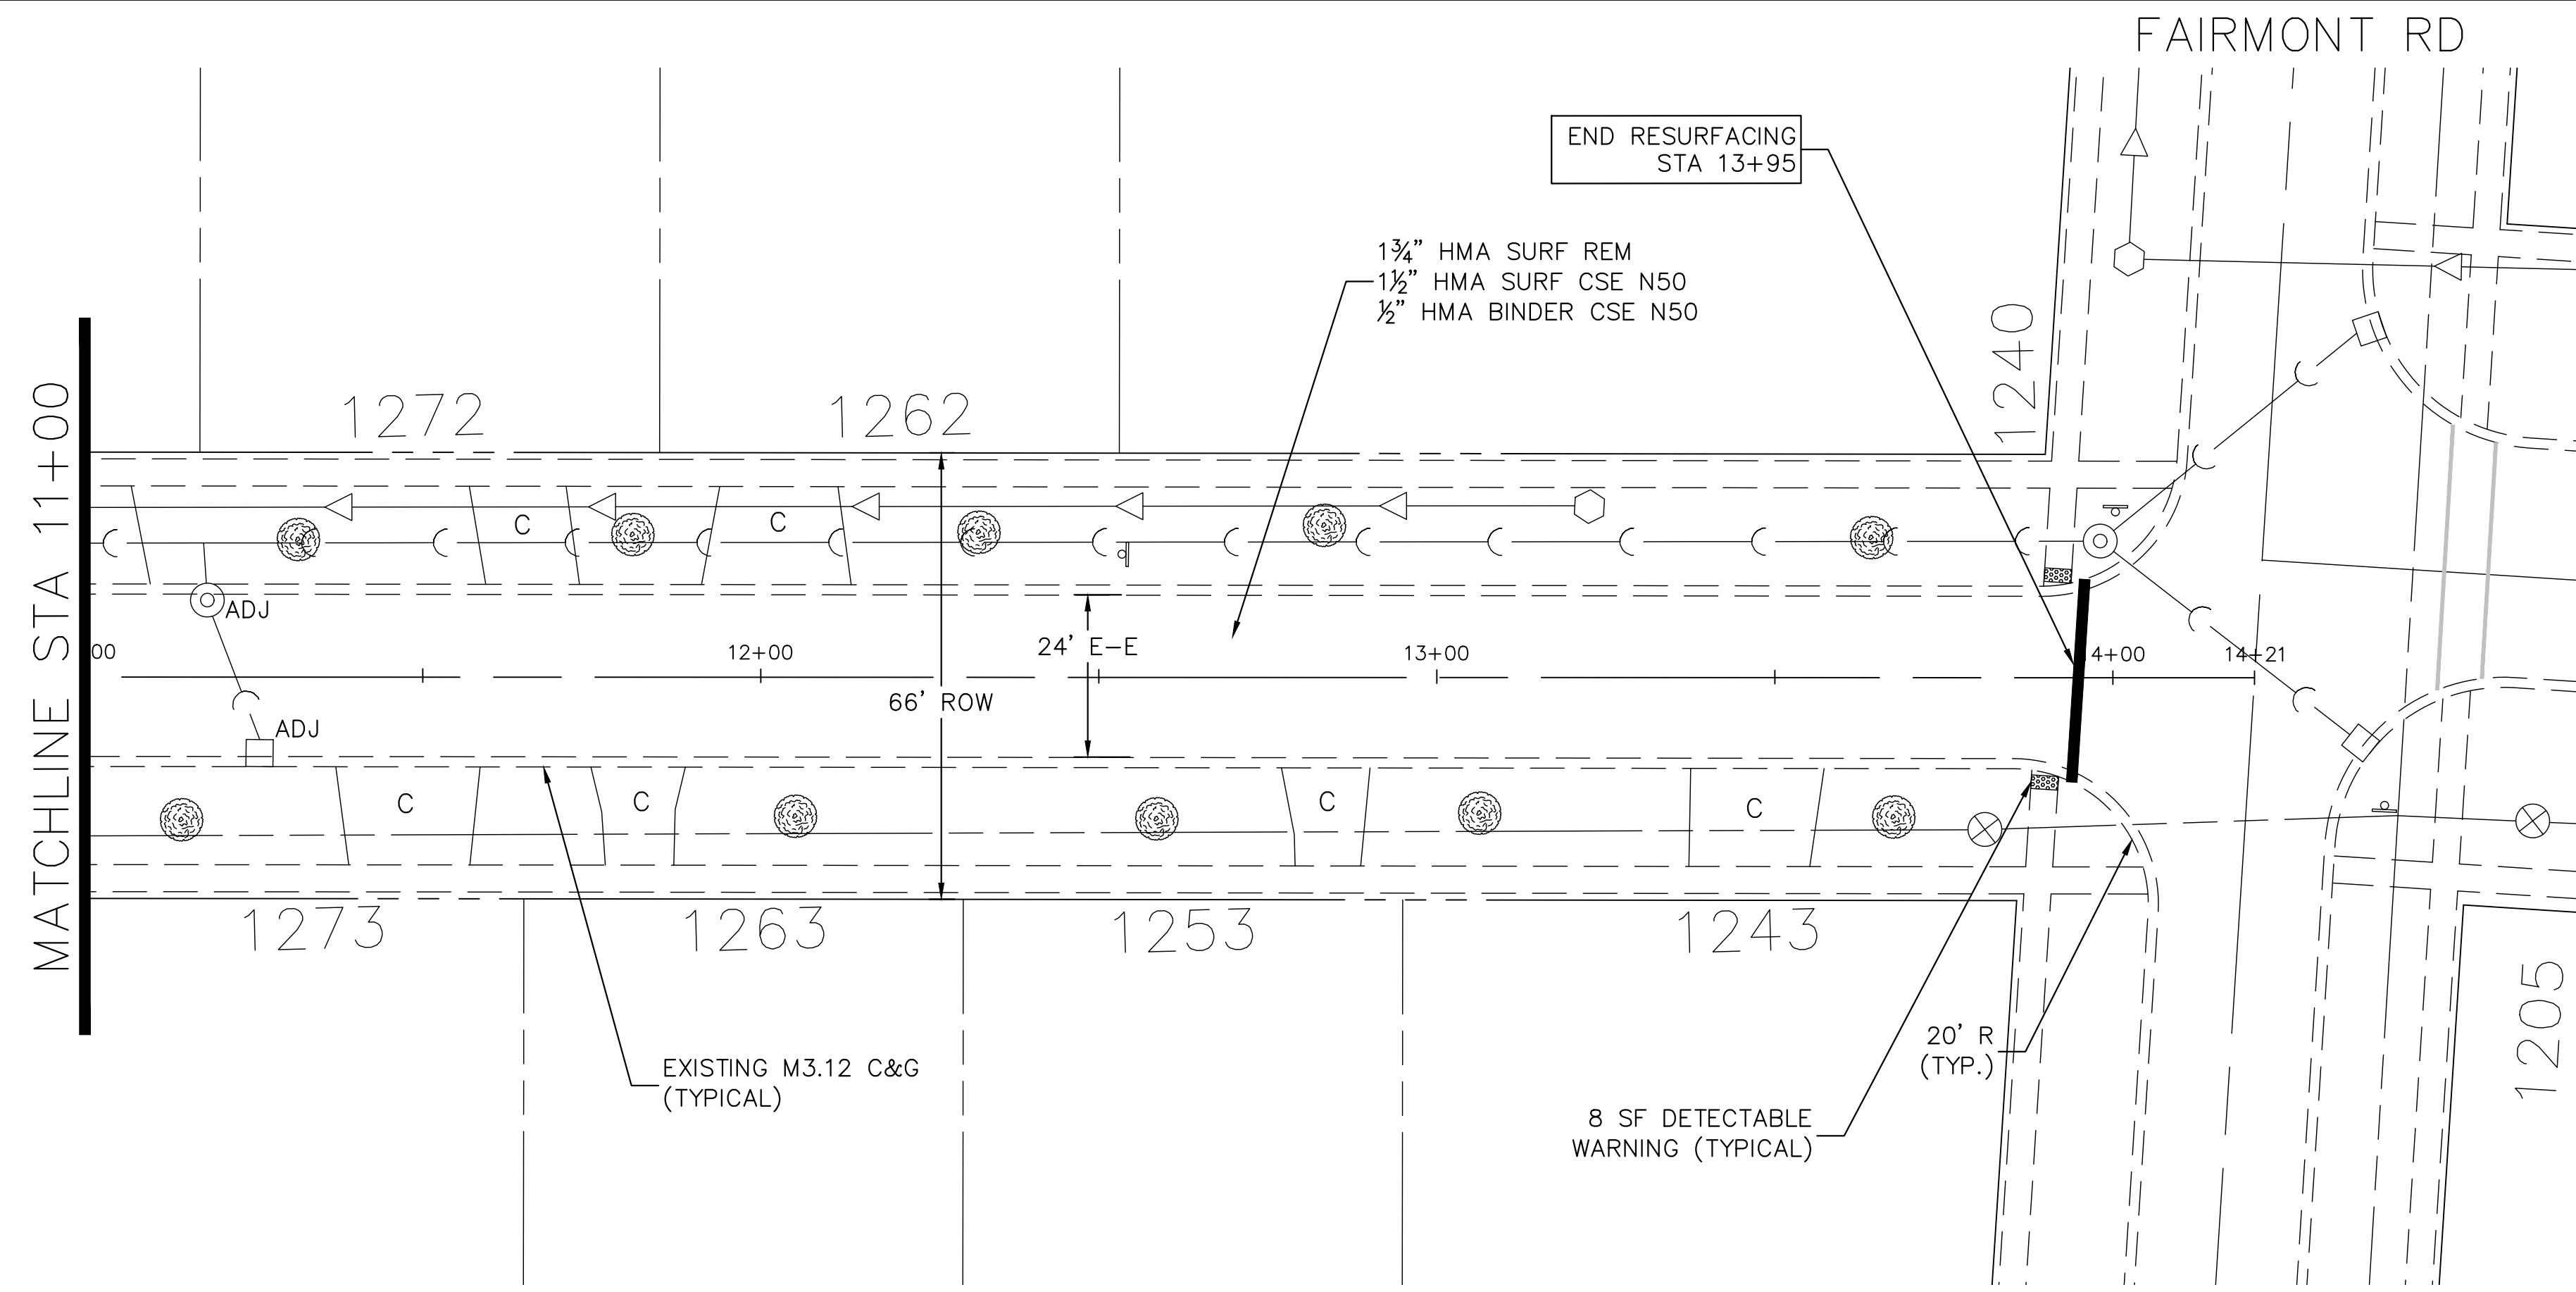 FAIRMONT RD
END RESURFACING
STA 13+95
1¾” HMA SURF REM
1½” HMA SURF CSE N50
½” HMA BINDER CSE N50
1240
1272
1262
MATCHLINE STA 11+00
C
C
ADJ
00
12+00
24' E-E
13+00
4+00
14+21
66' ROW
ADJ
C
C
C
C
1273
1263
1253
1243
1205
EXISTING M3.12 C&G
(TYPICAL)
20' R
(TYP.)
8 SF DETECTABLE
WARNING (TYPICAL)